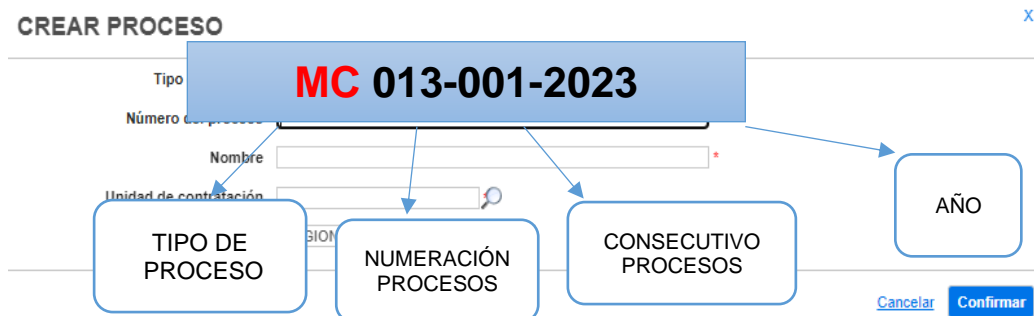 CREAR PROCESO
X
Tipo
MC 013-001-2023
Número del proceso
Nombre
*
Unidad de contratación
TIPO DE
PROCESO
GION
NUMERACIÓN
PROCESOS
CONSECUTIVO
PROCESOS
AÑO
Cancelar
Confirmar